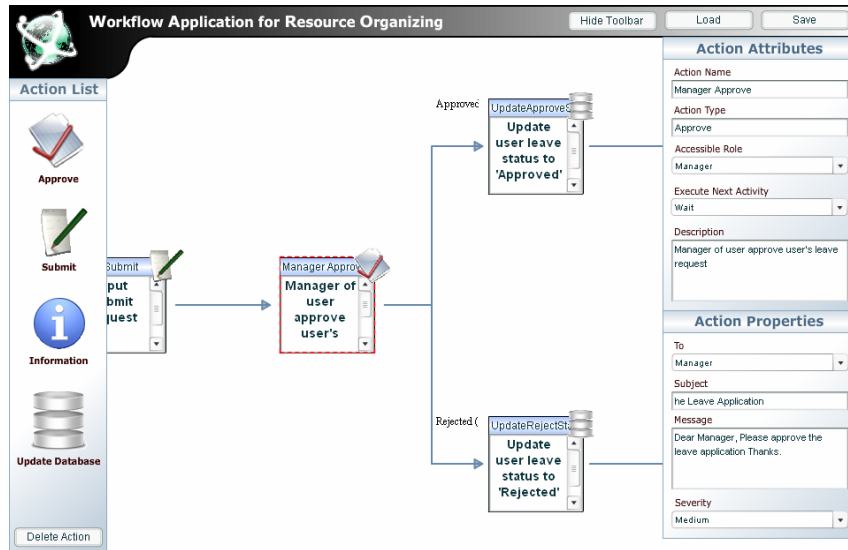 Workflow Application for Resource Organizing
Hide Toolbar
Load
Save
Action List
Approve
Submit
Information
Update Database
Delete Action
Submit
put
bmit
quest
Manager Approv
Manager of
user
approve
user's
Approved
UpdateApproveS
Update
user leave
status to
'Approved'
Rejected (
UpdateRejectSta
Update
user leave
status to
'Rejected'
Action Attributes
Action Name
Manager Approve
Action Type
Approve
Accessible Role
Manager
Execute Next Activity
Wait
Description
Manager of user approve user's leave
request
Action Properties
To
Manager
Subject
he Leave Application
Message
Dear Manager, Please approve the
leave application Thanks.
Severity
Medium